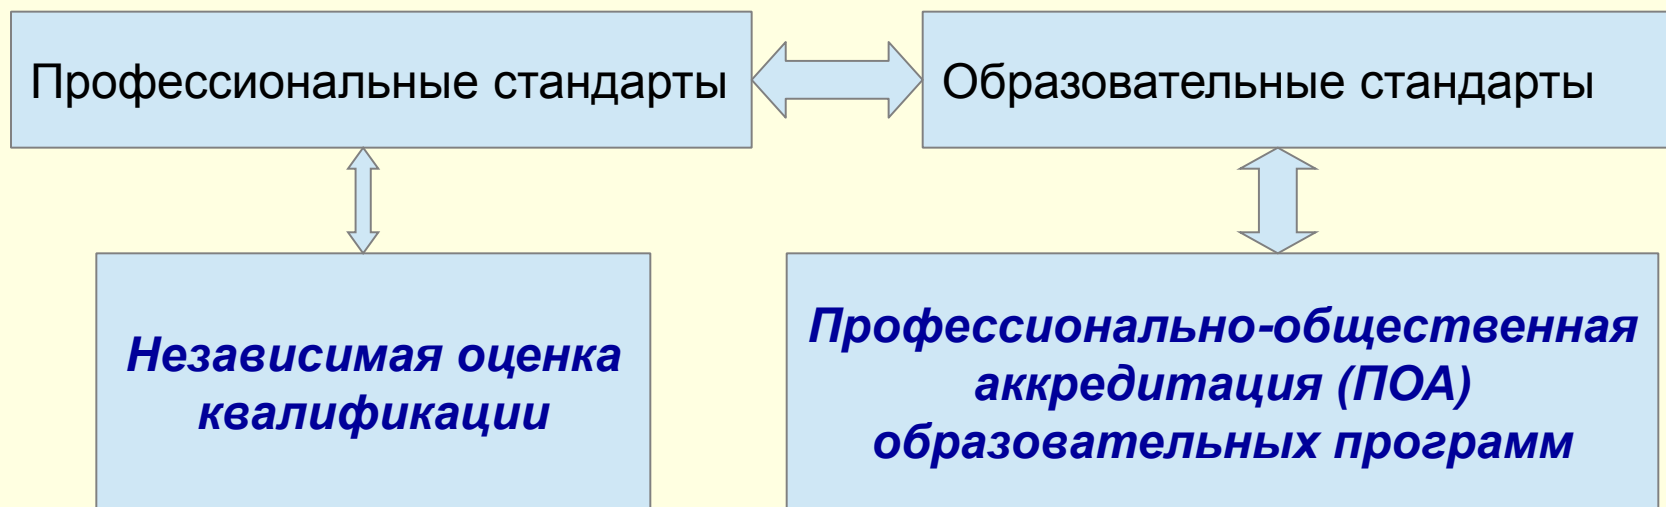 Профессиональные стандарты
Образовательные стандарты
Независимая оценка
квалификации
Профессионально-общественная
аккредитация (ПОА)
образовательных программ